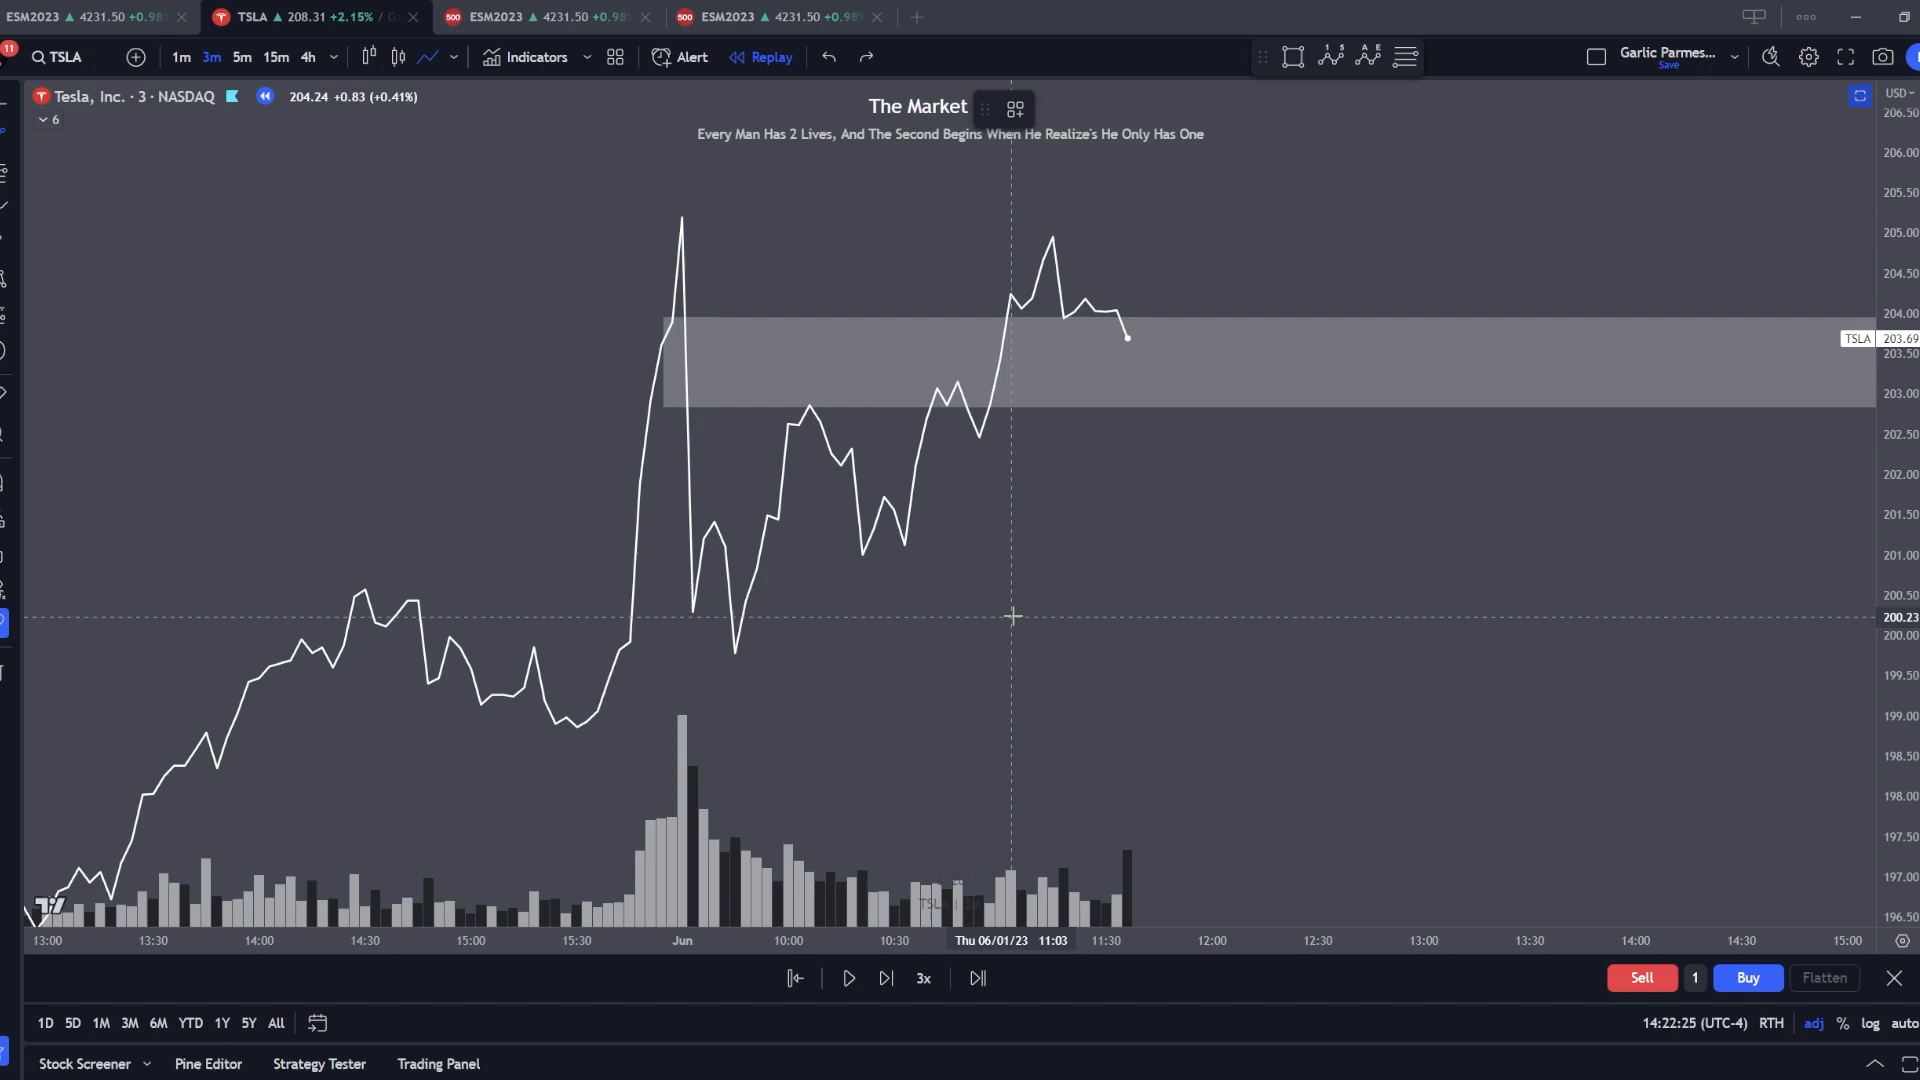 ESM2023 ▲ 4231.50 +0.98%
TSLA ▲ 208.31 +2.15% /
ESM2023 ▲ 4231.50 +0.98%
ESM2023 ▲ 4231.50 +0.98%
11
TSLA
1m 3m 5m 15m 4h
Indicators
Alert
Replay
Garlic Parmes...
Save
Tesla, Inc. · 3 · NASDAQ
204.24 +0.83 (+0.41%)
6
The Market
Every Man Has 2 Lives, And The Second Begins When He Realize's He Only Has One
USD
206.50
206.00
205.50
205.00
204.50
204.00
TSLA 203.69
203.50
203.00
202.50
202.00
201.50
201.00
200.50
200.23
200.00
199.50
199.00
198.50
198.00
197.50
197.00
196.50
13:00 13:30 14:00 14:30 15:00 15:30 Jun 10:00 10:30 Thu 06/01/23 11:03 11:30 12:00 12:30 13:00 13:30 14:00 14:30 15:00
3x
Sell 1 Buy Flatten
1D 5D 1M 3M 6M YTD 1Y 5Y All
14:22:25 (UTC-4) RTH adj % log auto
Stock Screener Pine Editor Strategy Tester Trading Panel